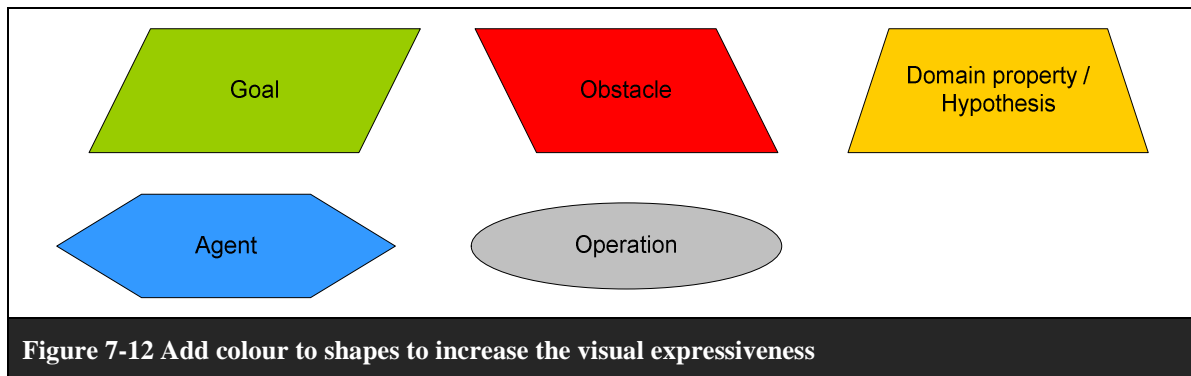 Goal
Obstacle
Domain property /
Hypothesis
Agent
Operation
Figure 7-12 Add colour to shapes to increase the visual expressiveness